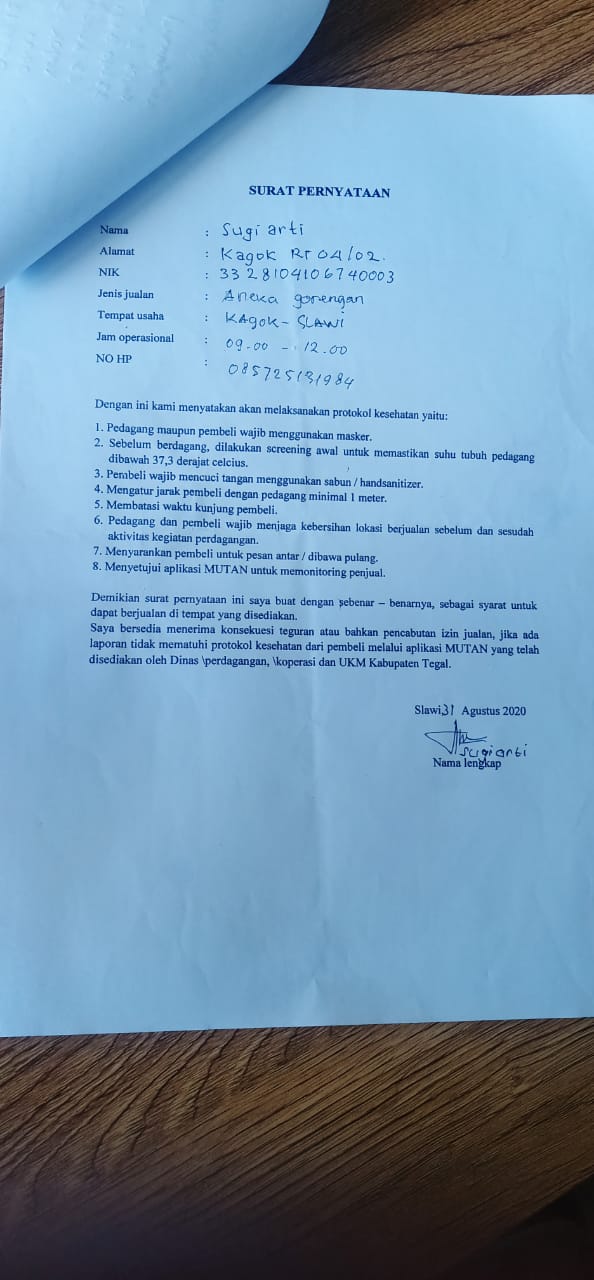 SURAT PERNYATAAN
Nama : Sugi arti
Alamat : Kagok RT 04/02.
NIK : 3328104106740003
Jenis jualan : Aneka gorengan
Tempat usaha : KAgok - SLAWI
Jam operasional : 09.00 - 12.00
NO HP : 085725131984
Dengan ini kami menyatakan akan melaksanakan protokol kesehatan yaitu:
1. Pedagang maupun pembeli wajib menggunakan masker.
2. Sebelum berdagang, dilakukan screening awal untuk memastikan suhu tubuh pedagang
dibawah 37,3 derajat celcius.
3. Pembeli wajib mencuci tangan menggunakan sabun / handsanitizer.
4. Mengatur jarak pembeli dengan pedagang minimal 1 meter.
5. Membatasi waktu kunjung pembeli.
6. Pedagang dan pembeli wajib menjaga kebersihan lokasi berjualan sebelum dan sesudah
aktivitas kegiatan perdagangan.
7. Menyarankan pembeli untuk pesan antar / dibawa pulang.
8. Menyetujui aplikasi MUTAN untuk memonitoring penjual.
Demikian surat pernyataan ini saya buat dengan sebenar – benarnya, sebagai syarat untuk
dapat berjualan di tempat yang disediakan.
Saya bersedia menerima konsekuesi teguran atau bahkan pencabutan izin jualan, jika ada
laporan tidak mematuhi protokol kesehatan dari pembeli melalui aplikasi MUTAN yang telah
disediakan oleh Dinas \perdagangan, \koperasi dan UKM Kabupaten Tegal.
Slawi,31 Agustus 2020
Sugiarti
Nama lengkap